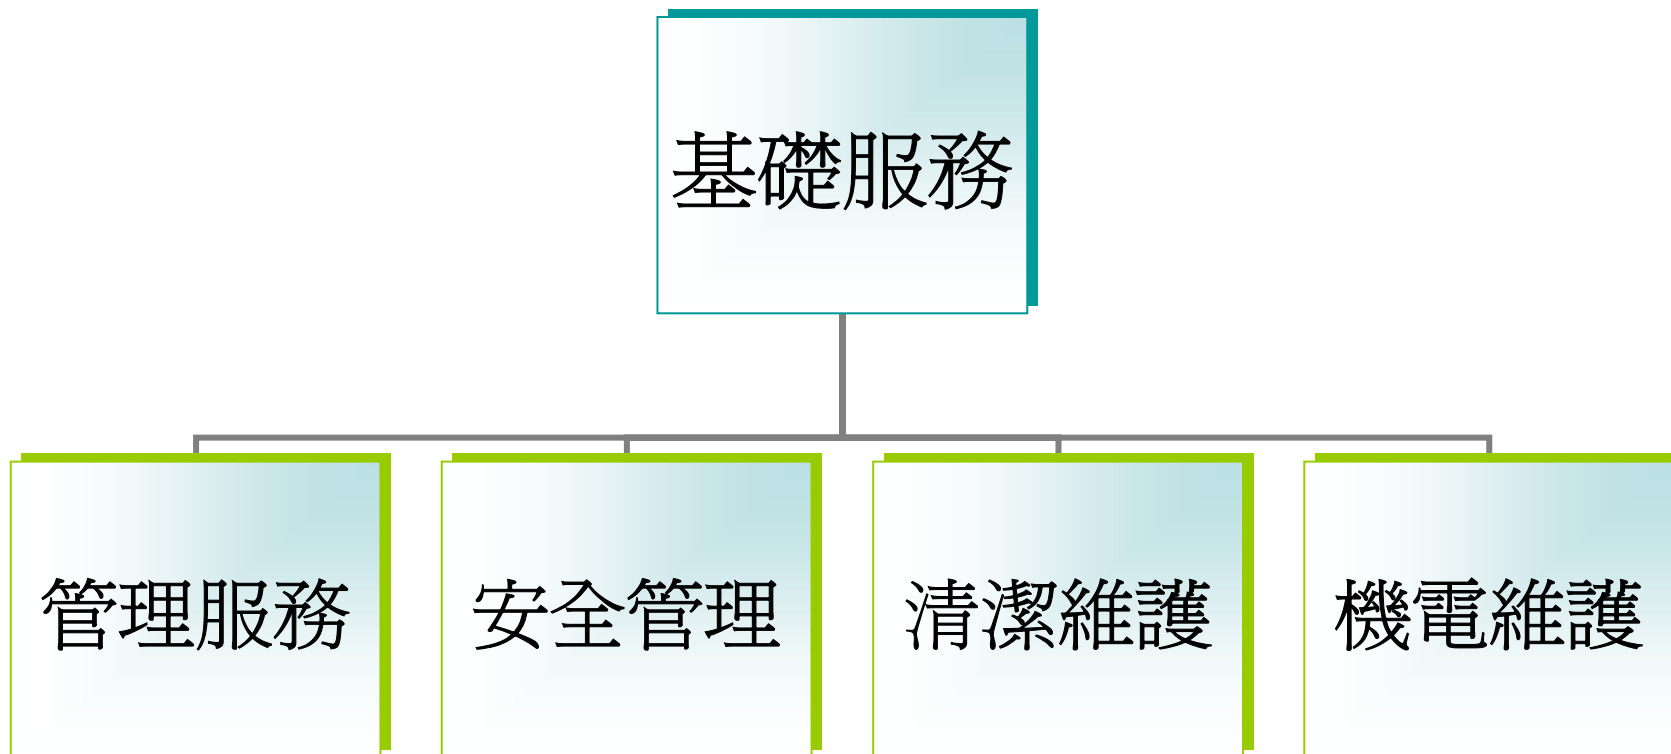 基礎服務
管理服務
安全管理
清潔維護
機電維護